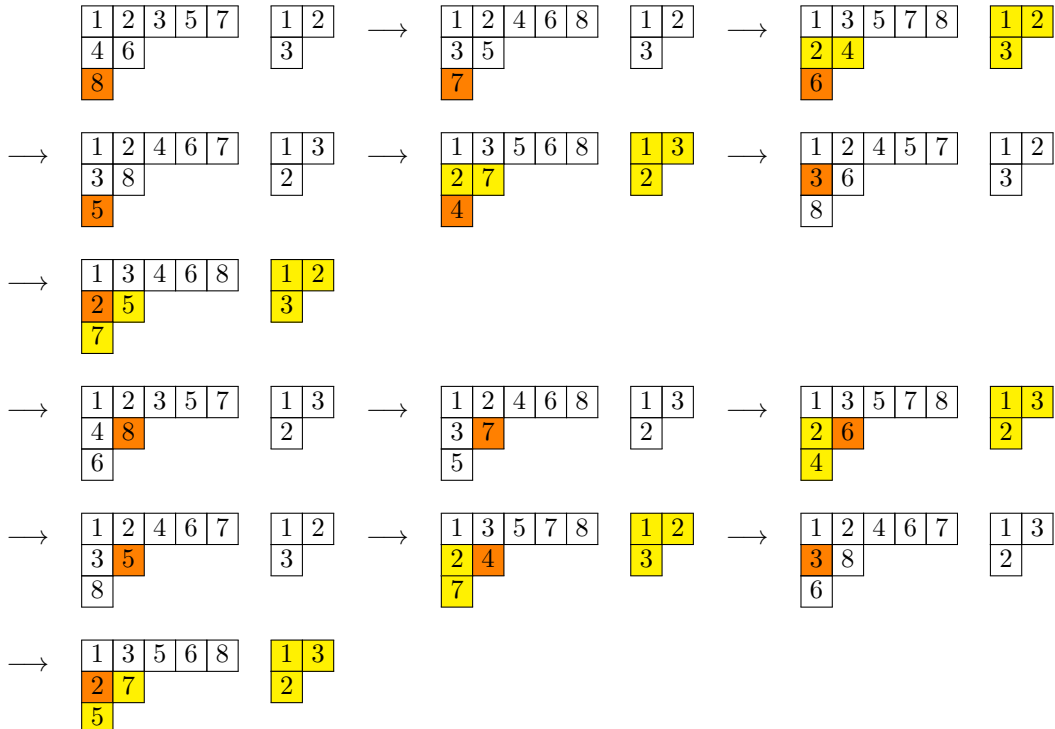 1 2 3 5 7 1 2 ⟶ 1 2 4 6 8 1 2 ⟶ 1 3 5 7 8 1 2
4 6 3 3 5 3 2 4 3
8 7 6
⟶ 1 2 4 6 7 1 3 ⟶ 1 3 5 6 8 1 3 ⟶ 1 2 4 5 7 1 2
3 8 2 2 7 2 3 6 3
5 4 8
⟶ 1 3 4 6 8 1 2
2 5 3
7
⟶ 1 2 3 5 7 1 3 ⟶ 1 2 4 6 8 1 3 ⟶ 1 3 5 7 8 1 3
4 8 2 3 7 2 2 6 2
6 5 4
⟶ 1 2 4 6 7 1 2 ⟶ 1 3 5 7 8 1 2 ⟶ 1 2 4 6 7 1 3
3 5 3 2 4 3 3 8 2
8 7 6
⟶ 1 3 5 6 8 1 3
2 7 2
5